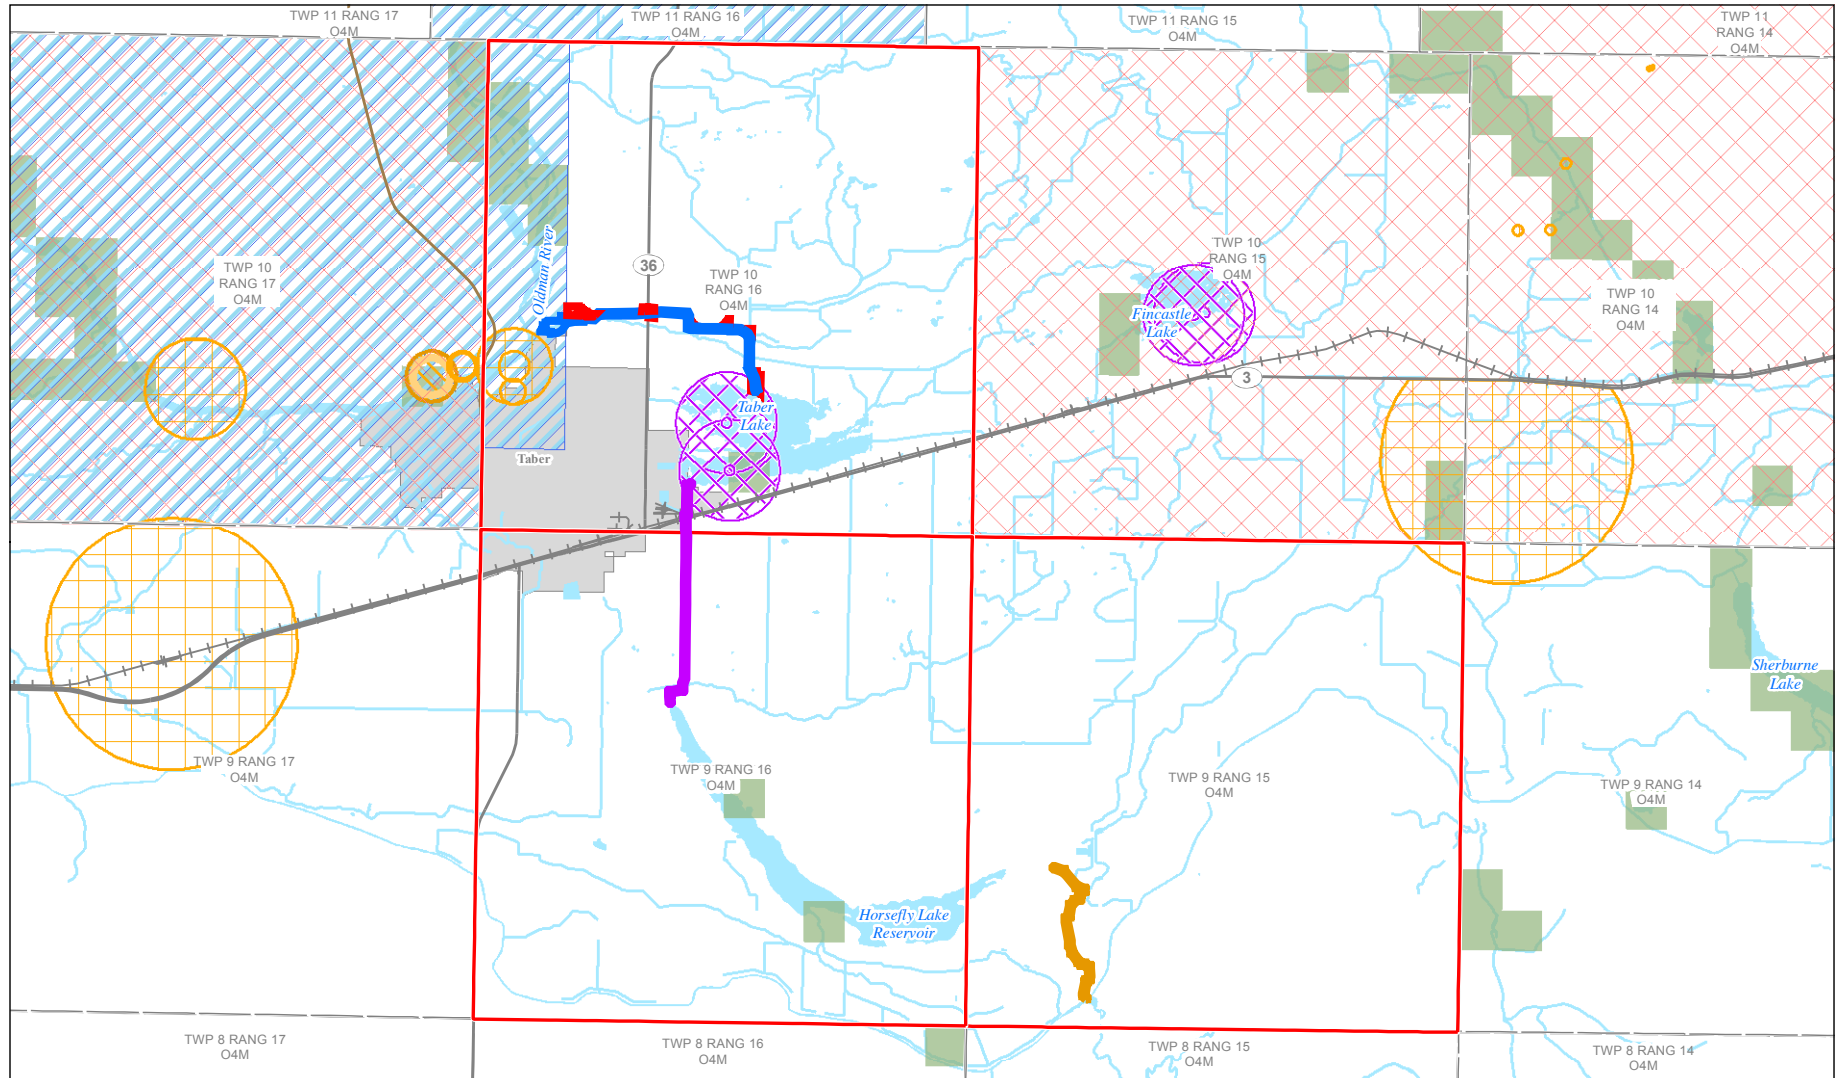 TWP 11 RANG 17
O4M
TWP 11 RANG 16
O4M
TWP 11 RANG 15
O4M
TWP 11
RANG 14
O4M
Oldman River
36
TWP 10
RANG 17
O4M
TWP 10
RANG 16
O4M
TWP 10
RANG 15
O4M
TWP 10
RANG 14
O4M
Fincastle
Lake
3
Taber
Lake
Taber
Sherburne
Lake
TWP 9 RANG 17
O4M
TWP 9 RANG 16
O4M
TWP 9 RANG 15
O4M
TWP 9 RANG 14
O4M
Horsefly Lake
Reservoir
TWP 8 RANG 17
O4M
TWP 8 RANG 16
O4M
TWP 8 RANG 15
O4M
TWP 8 RANG 14
O4M